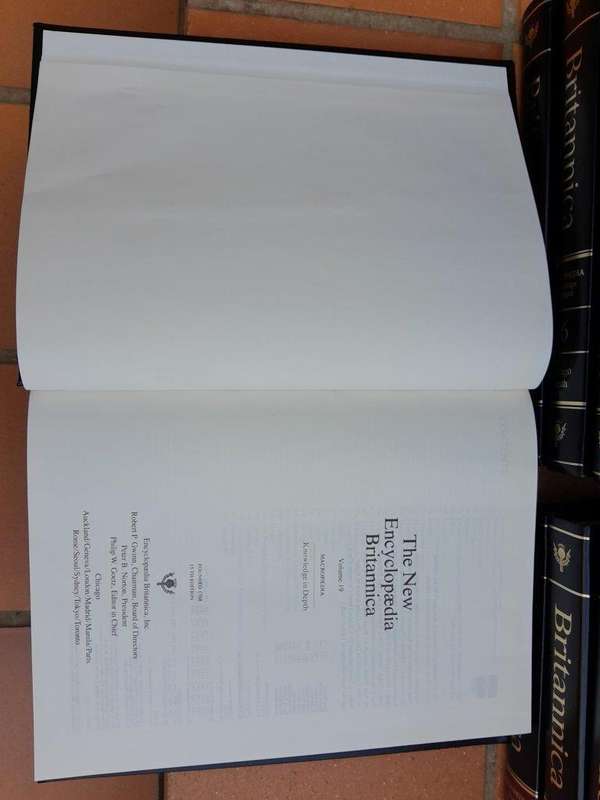 The New
Encyclopædia
Britannica
Volume 19
MACROPÆDIA
Knowledge in Depth
FOUNDED 1768
15 TH EDITION
Encyclopædia Britannica, Inc.
Robert P. Gwinn, Chairman, Board of Directors
Peter B. Norton, President
Philip W. Goetz, Editor in Chief
Chicago
Auckland/Geneva/London/Madrid/Manila/Paris
Rome/Seoul/Sydney/Tokyo/Toronto
Britannica
6
Britannica